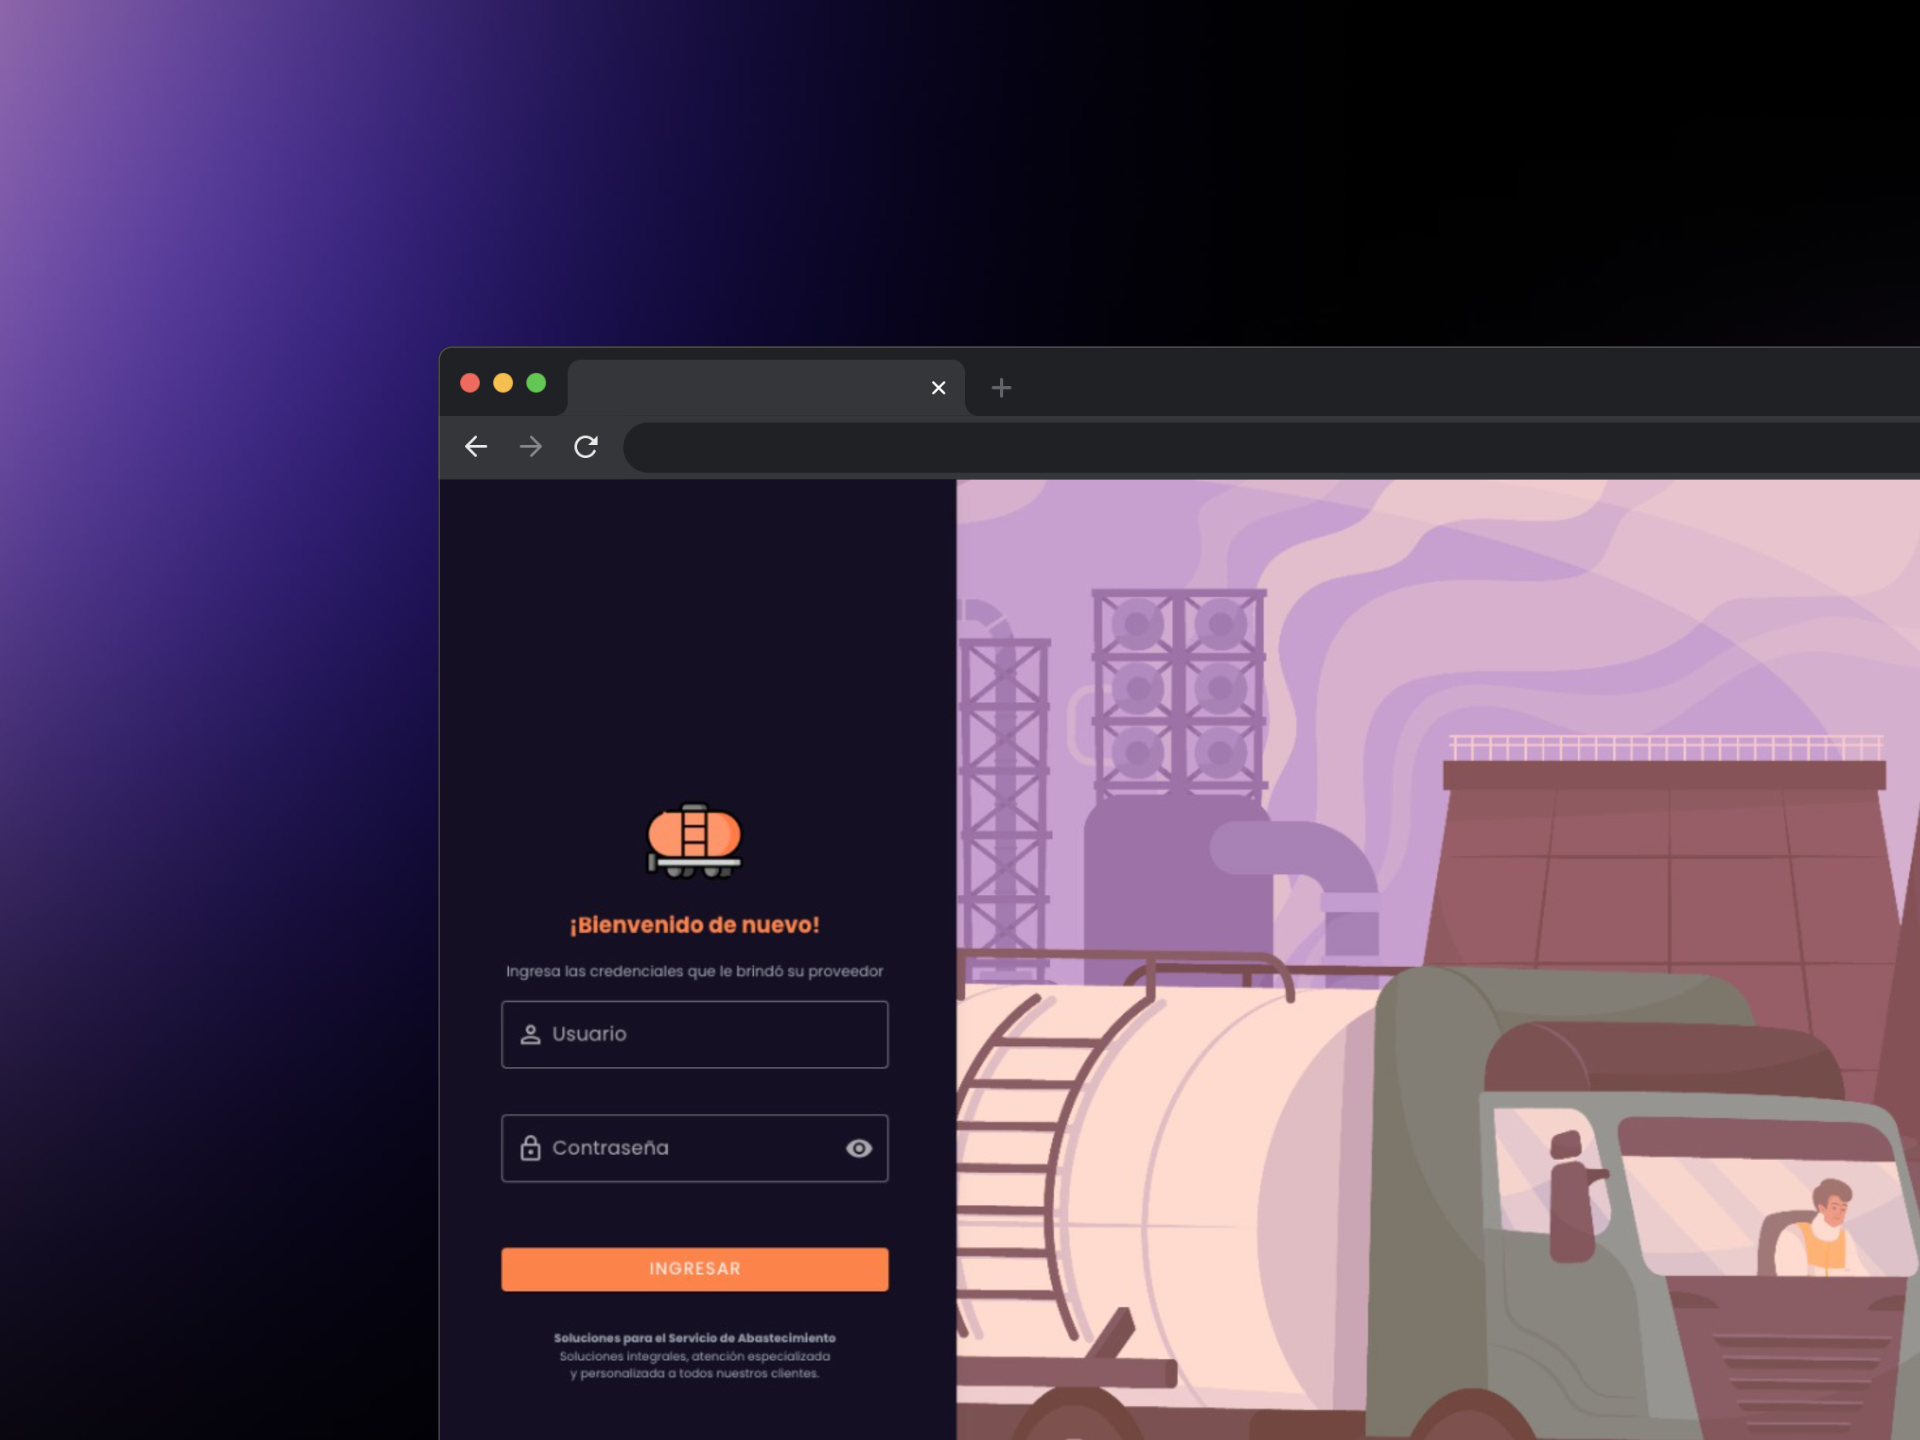 ¡Bienvenido de nuevo!
Ingresa las credenciales que le brindó su proveedor
Usuario
Contraseña
INGRESAR
Soluciones para el Servicio de Abastecimiento
Soluciones integrales, atención especializada
y personalizada a todos nuestros clientes.